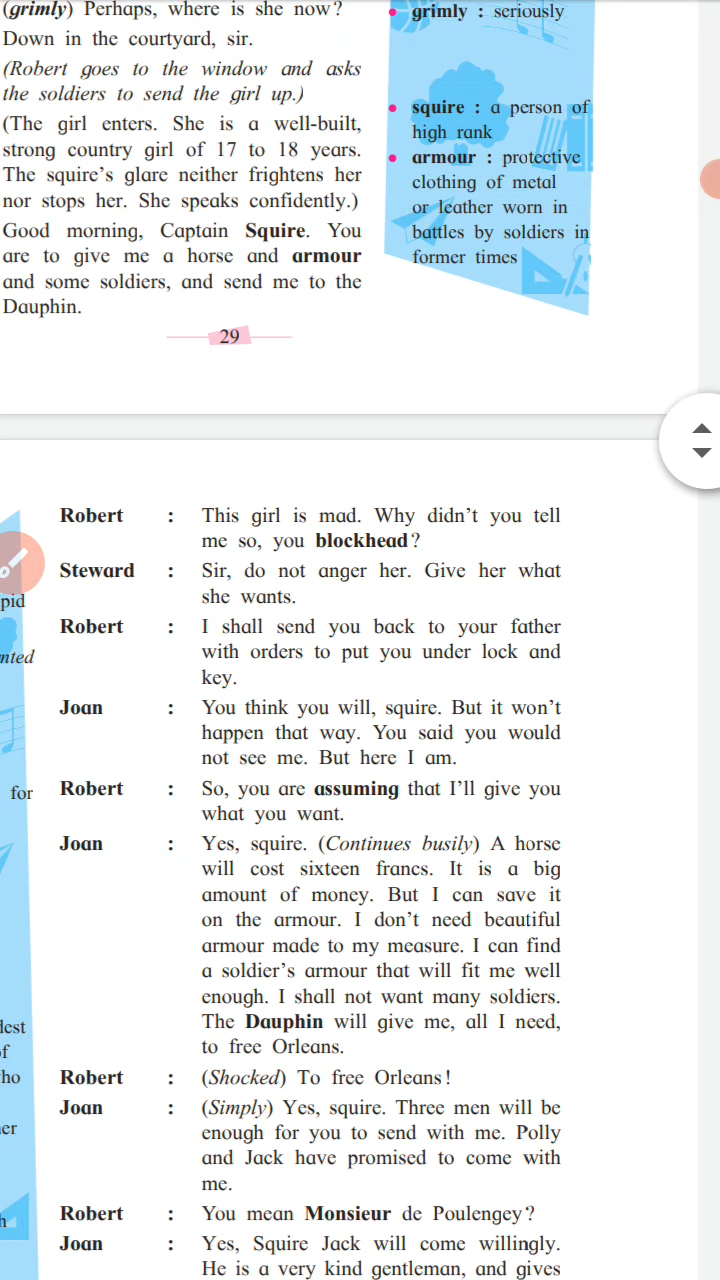 (grimly) Perhaps, where is she now?
Down in the courtyard, sir.
(Robert goes to the window and asks
the soldiers to send the girl up.)
(The girl enters. She is a well-built,
strong country girl of 17 to 18 years.
The squire's glare neither frightens her
nor stops her. She speaks confidently.)
Good morning, Captain Squire. You
are to give me a horse and armour
and some soldiers, and send me to the
Dauphin.
• grimly : seriously
• squire : a person of
high rank
• armour : protective
clothing of metal
or leather worn in
battles by soldiers in
former times
29
pid
nted
for
dest
of
ho
er
h
Robert : This girl is mad. Why didn't you tell
me so, you blockhead?
Steward : Sir, do not anger her. Give her what
she wants.
Robert : I shall send you back to your father
with orders to put you under lock and
key.
Joan : You think you will, squire. But it won't
happen that way. You said you would
not see me. But here I am.
Robert : So, you are assuming that I'll give you
what you want.
Joan : Yes, squire. (Continues busily) A horse
will cost sixteen francs. It is a big
amount of money. But I can save it
on the armour. I don't need beautiful
armour made to my measure. I can find
a soldier's armour that will fit me well
enough. I shall not want many soldiers.
The Dauphin will give me, all I need,
to free Orleans.
Robert : (Shocked) To free Orleans!
Joan : (Simply) Yes, squire. Three men will be
enough for you to send with me. Polly
and Jack have promised to come with
me.
Robert : You mean Monsieur de Poulengey?
Joan : Yes, Squire Jack will come willingly.
He is a very kind gentleman, and gives